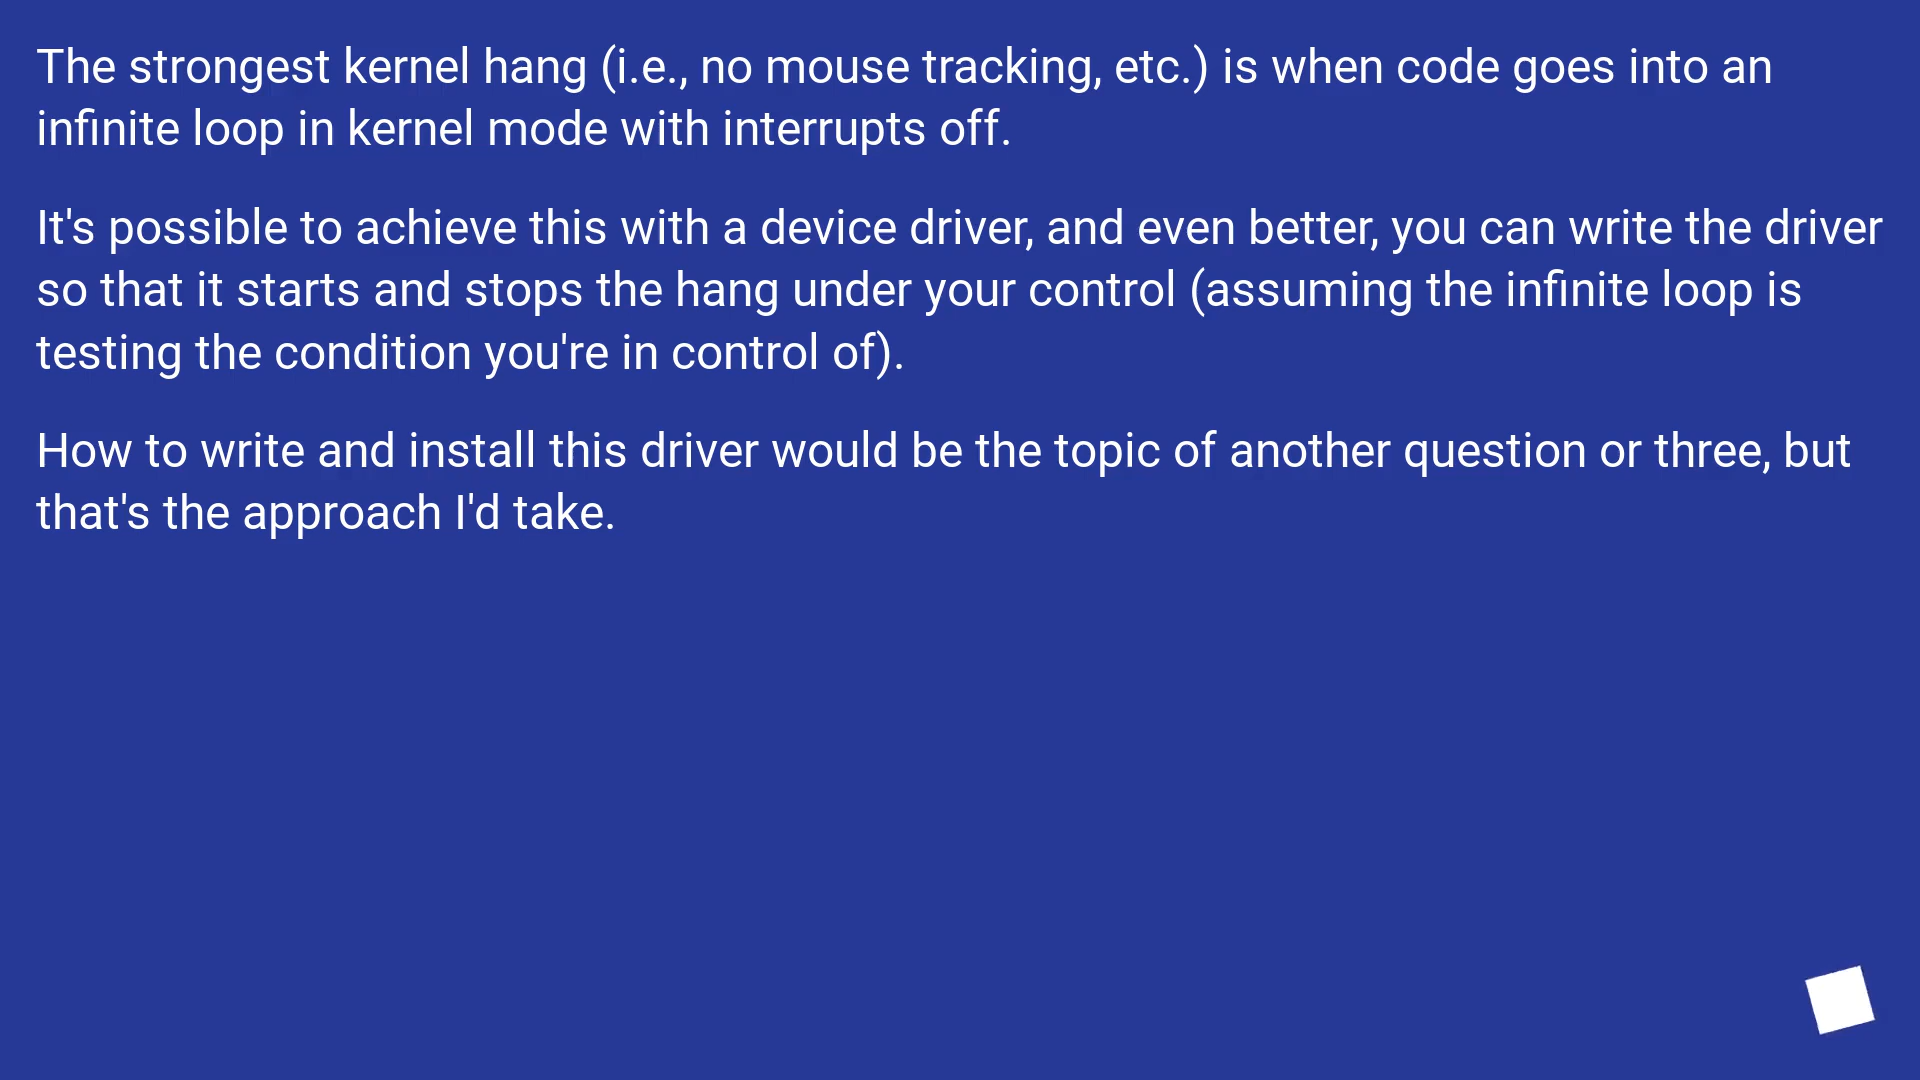 The strongest kernel hang (i.e., no mouse tracking, etc.) is when code goes into an
infinite loop in kernel mode with interrupts off.
It's possible to achieve this with a device driver, and even better, you can write the driver
so that it starts and stops the hang under your control (assuming the infinite loop is
testing the condition you're in control of).
How to write and install this driver would be the topic of another question or three, but
that's the approach I'd take.